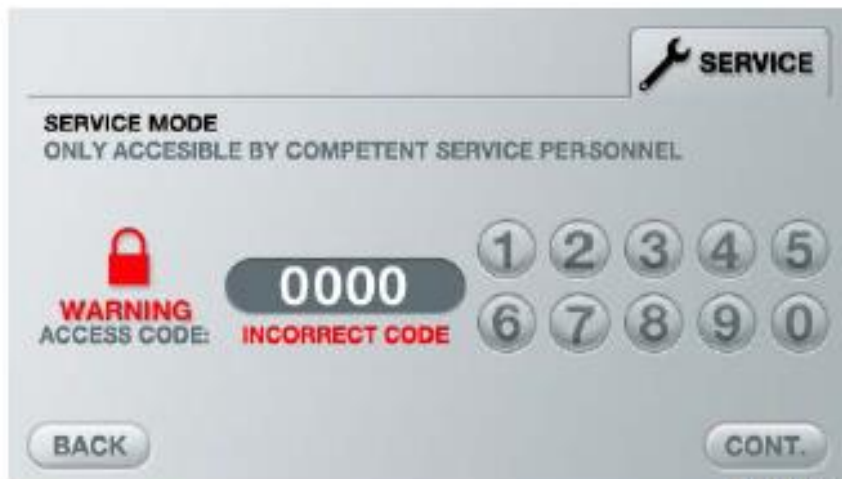 SERVICE
SERVICE MODE
ONLY ACCESIBLE BY COMPETENT SERVICE PERSONNEL
1 2 3 4 5
0000
WARNING
6 7 8 9 0
ACCESS CODE:
INCORRECT CODE
BACK
CONT.